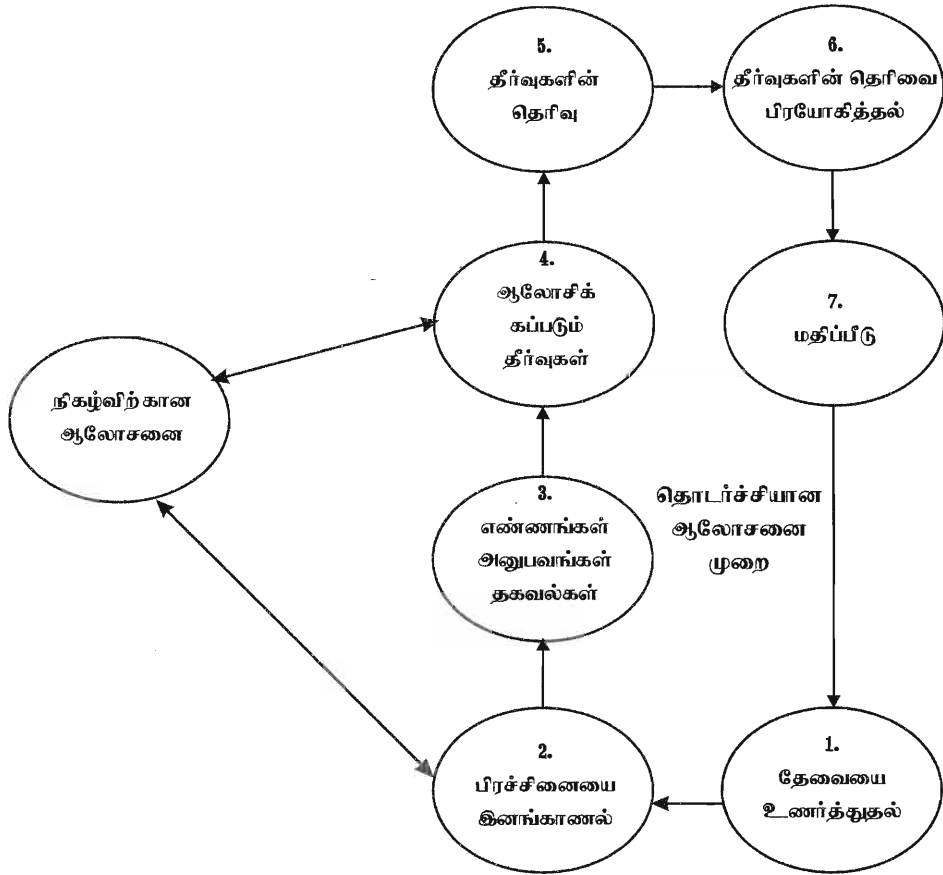 5.
தீர்வுகளின்
தெரிவு
6.
தீர்வுகளின் தெரிவை
பிரயோகித்தல்
4.
ஆலோசிக்
கப்படும்
தீர்வுகள்
7.
மதிப்பீடு
நிகழ்விற்கான
ஆலோசனை
3.
எண்ணங்கள்
அனுபவங்கள்
தகவல்கள்
தொடர்ச்சியான
ஆலோசனை
முறை
2.
பிரச்சினையை
இனங்காணல்
1.
தேவையை
உணர்த்துதல்